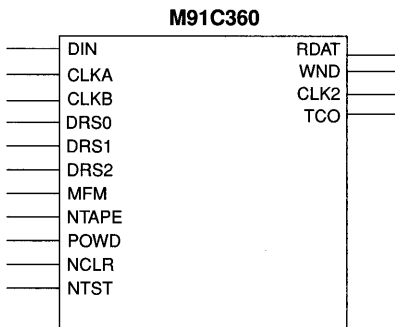 M91C360
DIN
CLKA
CLKB
DRS0
DRS1
DRS2
MFM
NTAPE
POWD
NCLR
NTST
RDAT
WND
CLK2
TCO